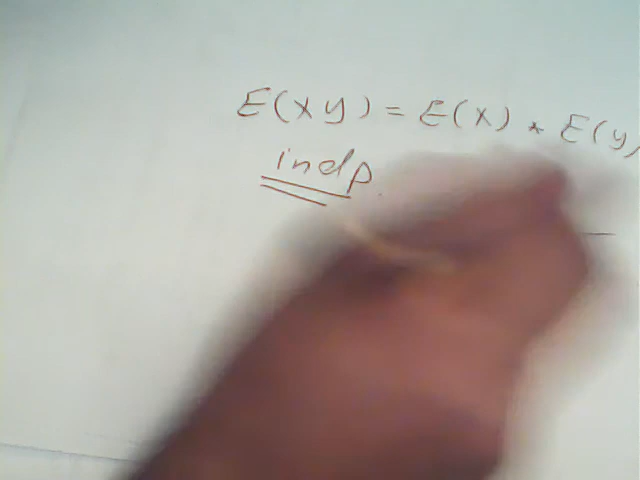 E(xy) = E(x) * E(y)
indp.